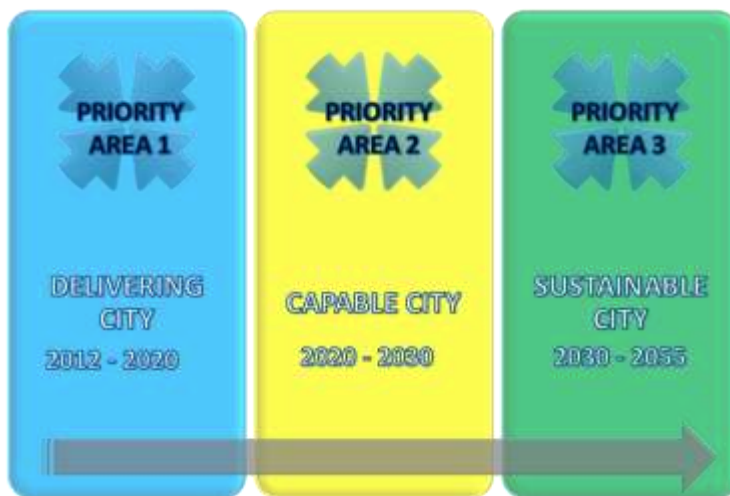 PRIORITY
AREA 1
DELIVERING
CITY
2012 - 2020
PRIORITY
AREA 2
CAPABLE CITY
2020 - 2030
PRIORITY
AREA 3
SUSTAINABLE
CITY
2030 - 2055